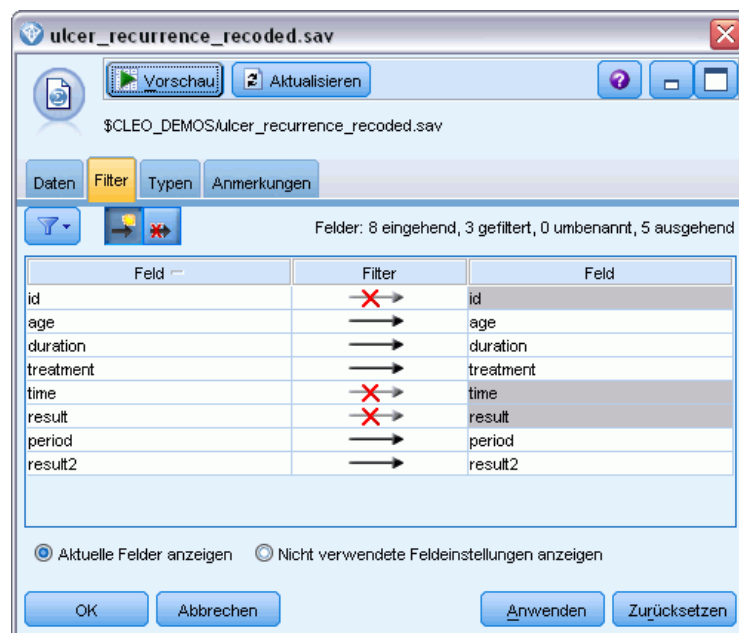 ulcer_recurrence_recoded.sav
Vorschau Aktualisieren
$CLEO_DEMOS/ulcer_recurrence_recoded.sav
Daten Filter Typen Anmerkungen
Felder: 8 eingehend, 3 gefiltert, 0 umbenannt, 5 ausgehend
Feld Filter Feld
id id
age age
duration duration
treatment treatment
time time
result result
period period
result2 result2
Aktuelle Felder anzeigen Nicht verwendete Feldeinstellungen anzeigen
OK Abbrechen Anwenden Zurücksetzen